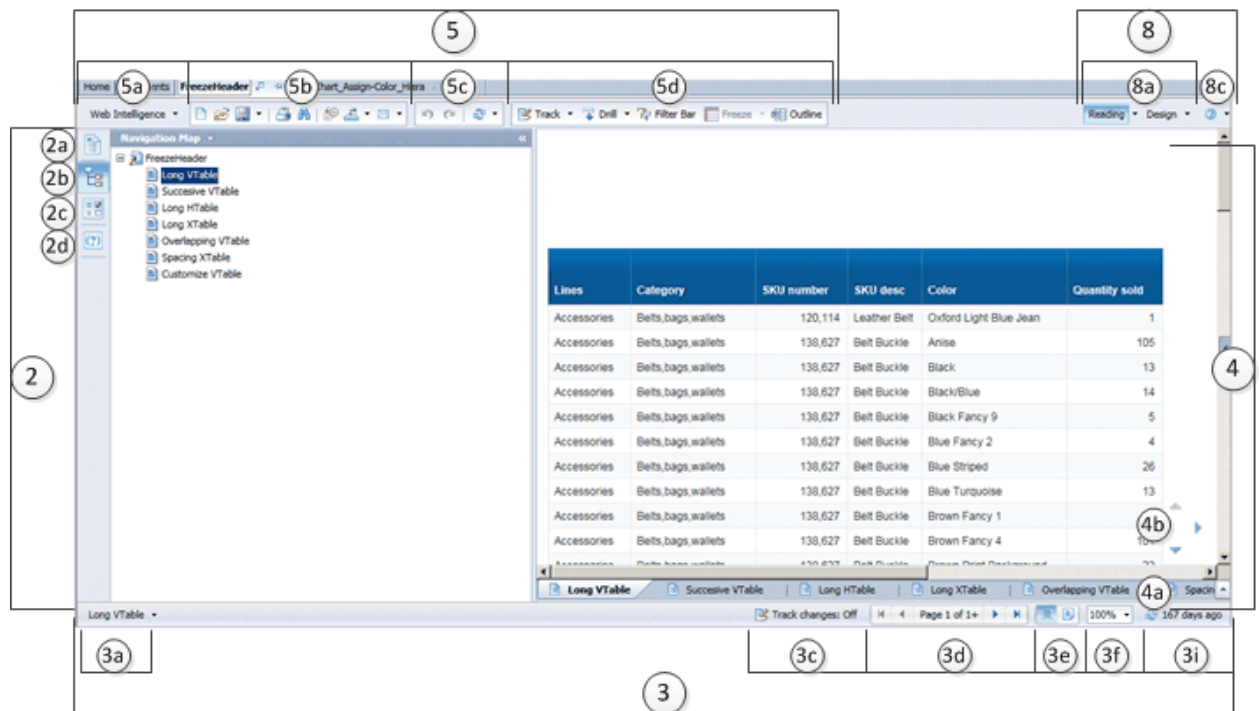 5
8
5a
5b
5c
5d
8a
8c
Home
FreezeHeader
hart_Assign-Color_Hiera
Web Intelligence
Track
Drill
Filter Bar
Freeze
Outline
Reading
Design
2a
2b
2c
2d
2
Navigation Map
FreezeHeader
Long VTable
Succesive VTable
Long HTable
Long XTable
Overlapping VTable
Spacing XTable
Customize VTable
Lines Category SKU number SKU desc Color Quantity sold
Accessories Belts,bags,wallets 120,114 Leather Belt Oxford Light Blue Jean 1
Accessories Belts,bags,wallets 138,627 Belt Buckle Anise 105
Accessories Belts,bags,wallets 138,627 Belt Buckle Black 13
Accessories Belts,bags,wallets 138,627 Belt Buckle Black/Blue 14
Accessories Belts,bags,wallets 138,627 Belt Buckle Black Fancy 9 5
Accessories Belts,bags,wallets 138,627 Belt Buckle Blue Fancy 2 4
Accessories Belts,bags,wallets 138,627 Belt Buckle Blue Striped 26
Accessories Belts,bags,wallets 138,627 Belt Buckle Blue Turquoise 13
Accessories Belts,bags,wallets 138,627 Belt Buckle Brown Fancy 1
Accessories Belts,bags,wallets 138,627 Belt Buckle Brown Fancy 4
4
4b
Long VTable
Succesive VTable
Long HTable
Long XTable
Overlapping VTable
4a
Spacin
Long VTable
Track changes: Off
Page 1 of 1+
100%
167 days ago
3a
3c
3d
3e
3f
3i
3